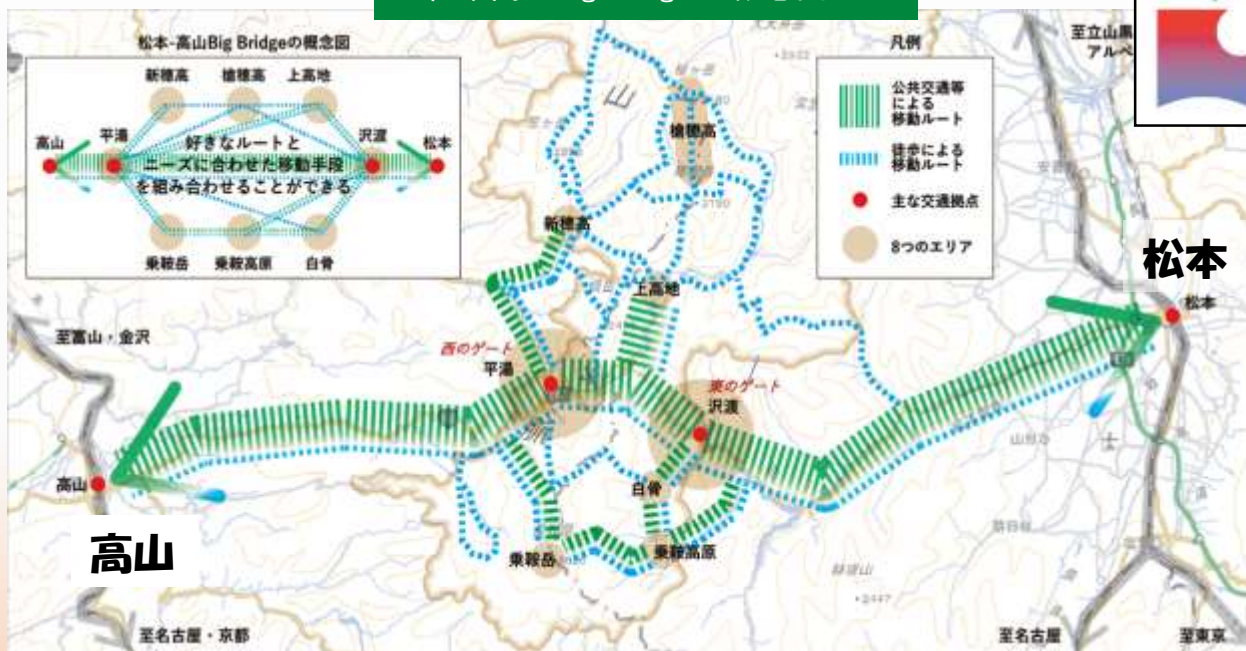 松本-高山Big Bridgeの概念図
新穂高
槍穂高
上高地
高山
平湯
沢渡
松本
好きなルートと
ニーズに合わせた移動手段
を組み合わせることができる
乗鞍岳
乗鞍高原
白骨
凡例
公共交通等
による
移動ルート
徒歩による
移動ルート
主な交通拠点
8つのエリア
槍穂高
新穂高
上高地
松本
松本
至富山・金沢
西のゲート
平湯
東のゲート
沢渡
高山
高山
白骨
乗鞍岳
乗鞍高原
至名古屋・京都
至名古屋
至東京